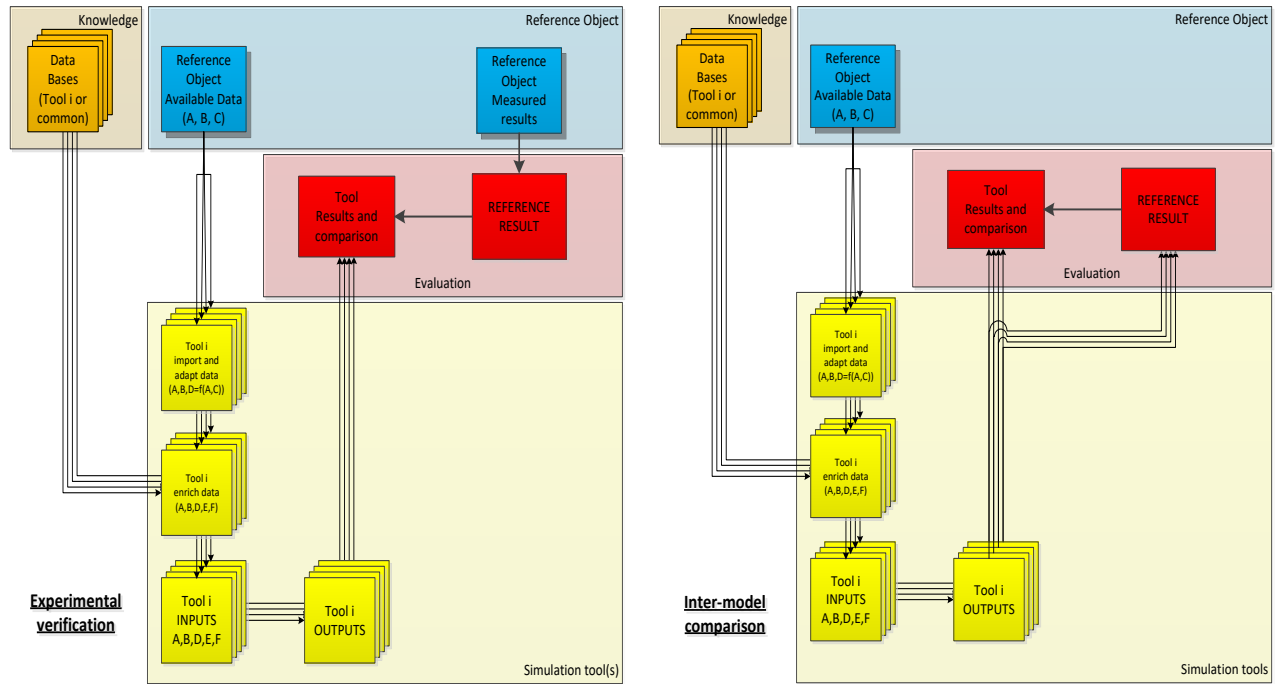 Knowledge
Data
Bases
(Tool i or
common)
Reference Object
Reference
Object
Available Data
(A, B, C)
Reference
Object
Measured
results
Tool
Results and
comparison
REFERENCE
RESULT
Evaluation
Tool i
import and
adapt data
(A,B,D=f(A,C))
Tool i
enrich data
(A,B,D,E,F)
Tool i
INPUTS
A,B,D,E,F
Tool i
OUTPUTS
Experimental
verification
Simulation tool(s)
Knowledge
Data
Bases
(Tool i or
common)
Reference Object
Reference
Object
Available Data
(A, B, C)
Tool
Results and
comparison
REFERENCE
RESULT
Evaluation
Tool i
import and
adapt data
(A,B,D=f(A,C))
Tool i
enrich data
(A,B,D,E,F)
Tool i
INPUTS
A,B,D,E,F
Tool i
OUTPUTS
Inter-model
comparison
Simulation tools